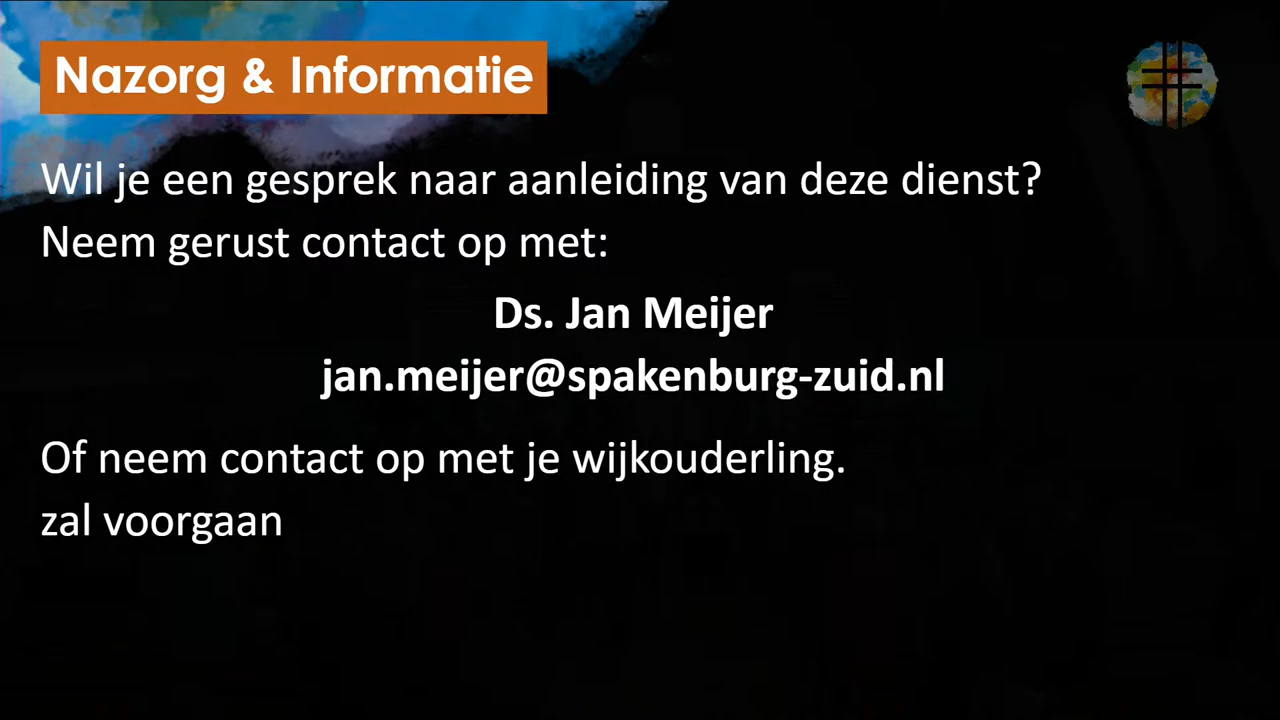 Nazorg & Informatie
Wil je een gesprek naar aanleiding van deze dienst?
Neem gerust contact op met:
Ds. Jan Meijer
jan.meijer@spakenburg-zuid.nl
Of neem contact op met je wijkouderling.
zal voorgaan